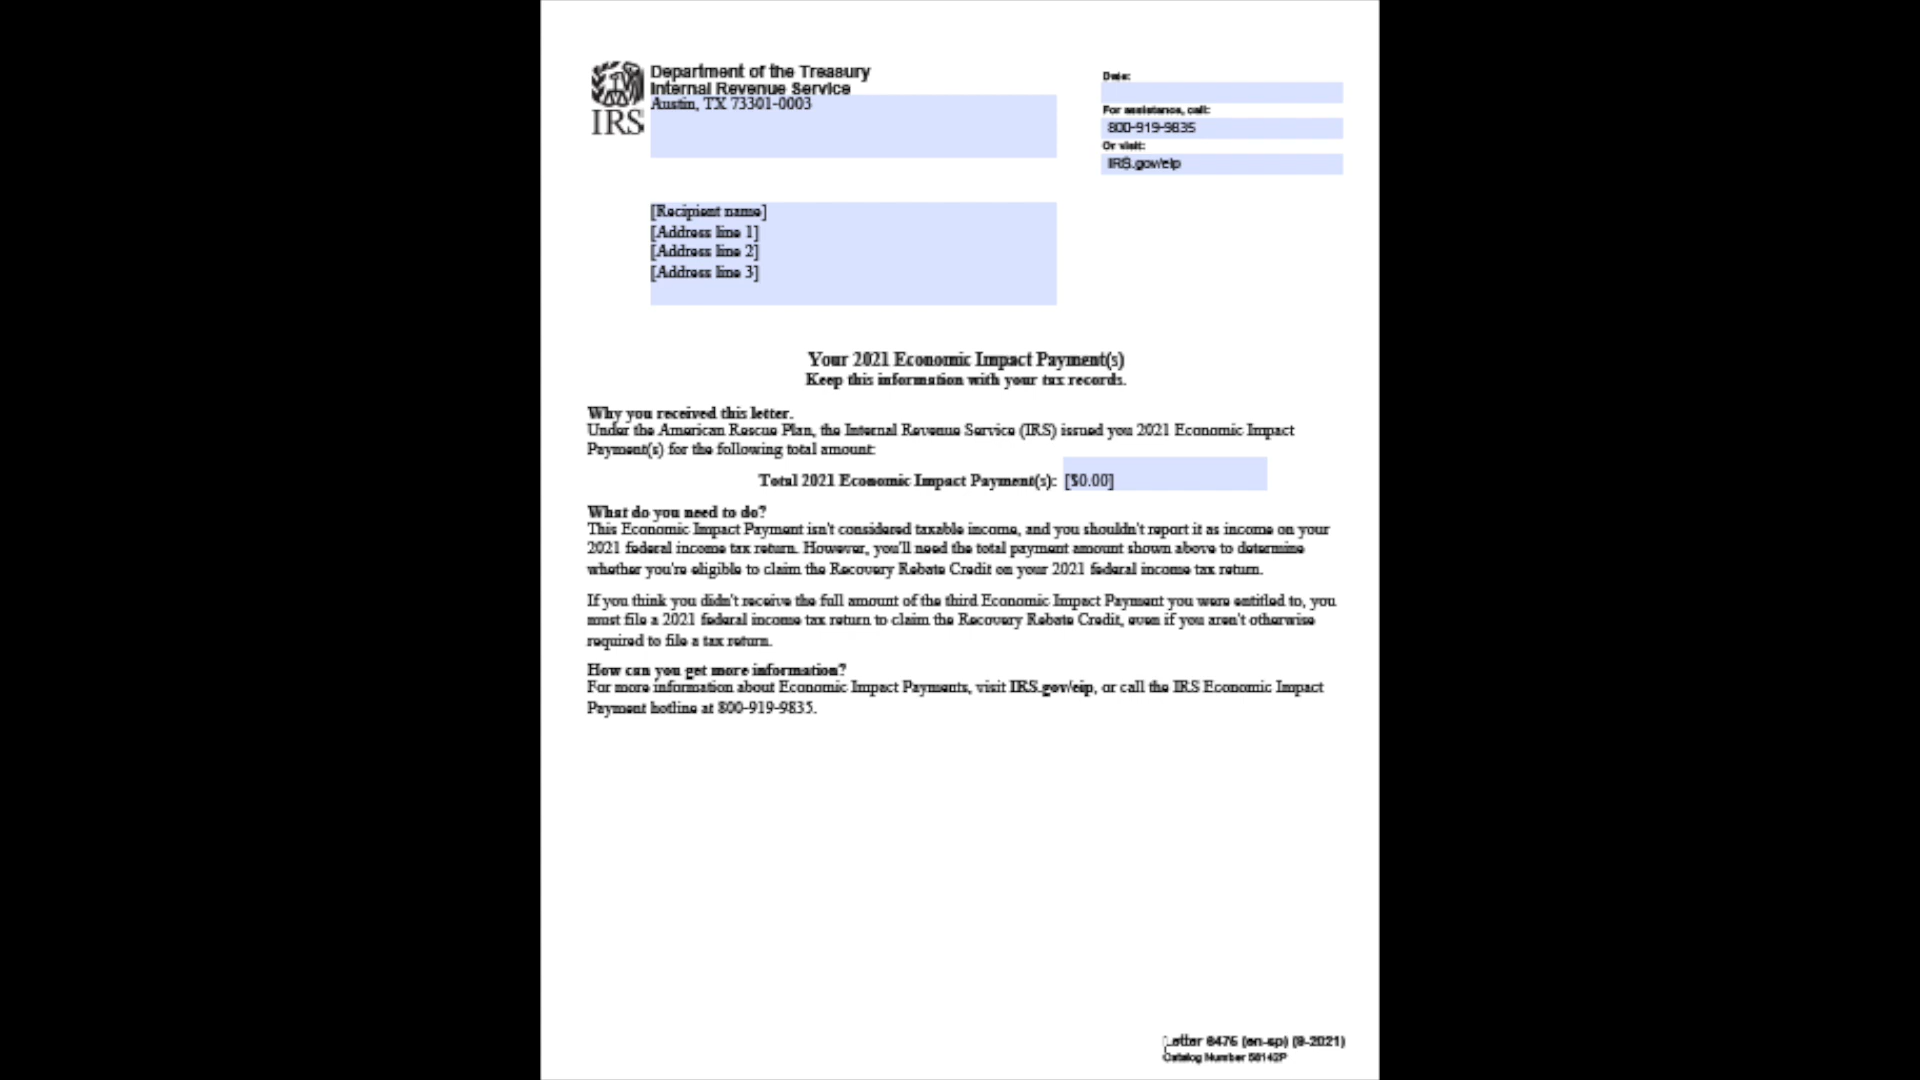 Department of the Treasury
Internal Revenue Service
Austin, TX 73301-0003
IRS
Date:
For assistance, call:
800-919-9835
Or visit:
IRS.gov/eip
[Recipient name]
[Address line 1]
[Address line 2]
[Address line 3]
Your 2021 Economic Impact Payment(s)
Keep this information with your tax records.
Why you received this letter.
Under the American Rescue Plan, the Internal Revenue Service (IRS) issued you 2021 Economic Impact
Payment(s) for the following total amount:
Total 2021 Economic Impact Payment(s): [$0.00]
What do you need to do?
This Economic Impact Payment isn't considered taxable income, and you shouldn't report it as income on your
2021 federal income tax return. However, you'll need the total payment amount shown above to determine
whether you're eligible to claim the Recovery Rebate Credit on your 2021 federal income tax return.
If you think you didn't receive the full amount of the third Economic Impact Payment you were entitled to, you
must file a 2021 federal income tax return to claim the Recovery Rebate Credit, even if you aren't otherwise
required to file a tax return.
How can you get more information?
For more information about Economic Impact Payments, visit IRS.gov/eip, or call the IRS Economic Impact
Payment hotline at 800-919-9835.
Letter 6475 (en-sp) (9-2021)
Catalog Number 58142P